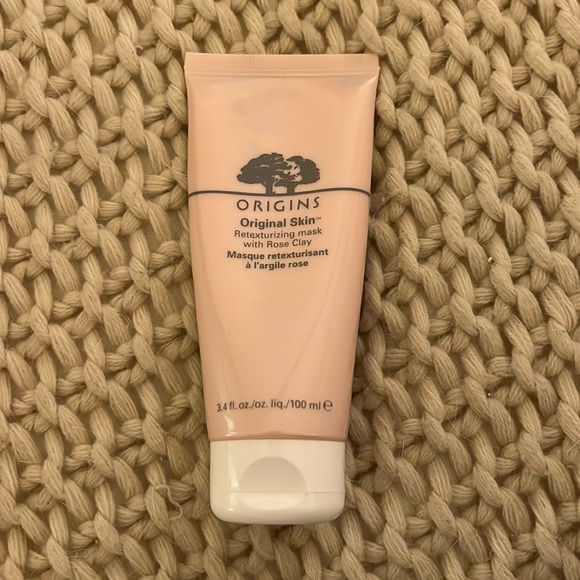 ORIGINS
Original Skin™
Retexturizing mask
with Rose Clay
Masque retexturisant
à l'argile rose
3.4 fl. oz./oz. liq./100 ml ℮